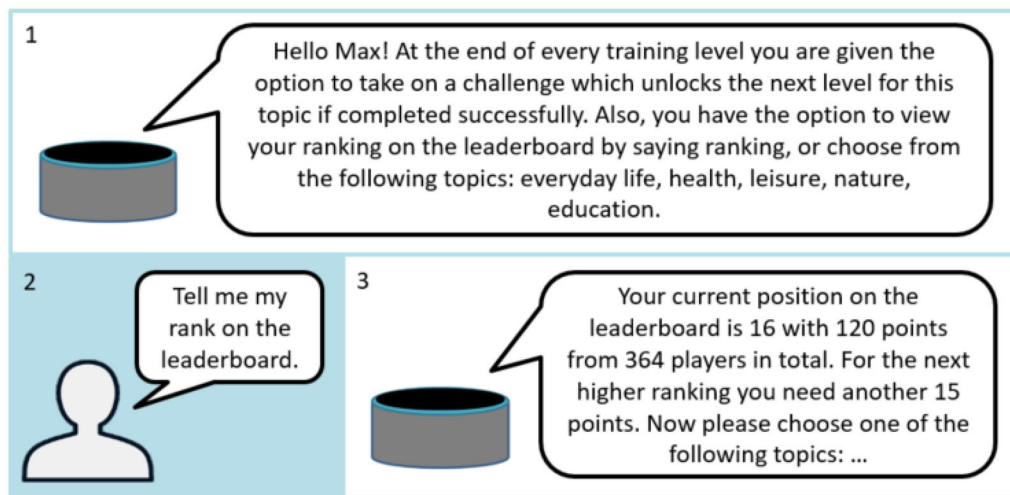 1
Hello Max! At the end of every training level you are given the
option to take on a challenge which unlocks the next level for this
topic if completed successfully. Also, you have the option to view
your ranking on the leaderboard by saying ranking, or choose from
the following topics: everyday life, health, leisure, nature,
education.
2
Tell me my
rank on the
leaderboard.
3
Your current position on the
leaderboard is 16 with 120 points
from 364 players in total. For the next
higher ranking you need another 15
points. Now please choose one of the
following topics: ...